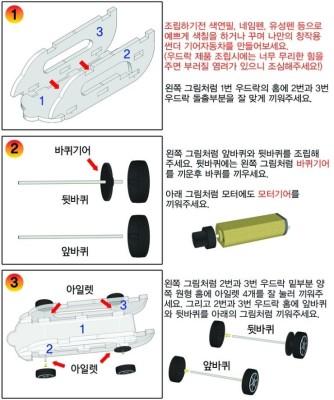 1
3
2
1
조립하기전 색연필, 네임펜, 유성펜 등으로
예쁘게 색칠을 하거나 꾸며 나만의 창작용
썬더 기어자동차를 만들어보세요.
(우드락 제품 조립시에는 너무 무리한 힘을
주면 부러질 염려가 있으니 조심해주세요!)
왼쪽 그림처럼 1번 우드락의 홈에 2번과 3번
우드락 돌출부분을 잘 맞게 끼워주세요.
2
바퀴기어
뒷바퀴
앞바퀴
왼쪽 그림처럼 앞바퀴와 뒷바퀴를 조립해
주세요. 뒷바퀴에는 왼쪽 그림처럼 바퀴기어
를 끼운후 바퀴를 끼우세요.
아래 그림처럼 모터에도 모터기어를
끼워주세요.
3
아일렛
3
1
2
아일렛
왼쪽 그림처럼 2번과 3번 우드락 밑부분 양
쪽 원형 홈에 아일렛 4개를 잘 눌러 끼워주
세요. 그리고 2번과 3번 우드락 홈에 앞바퀴
와 뒷바퀴를 아래의 그림처럼 끼워주세요.
뒷바퀴
앞바퀴